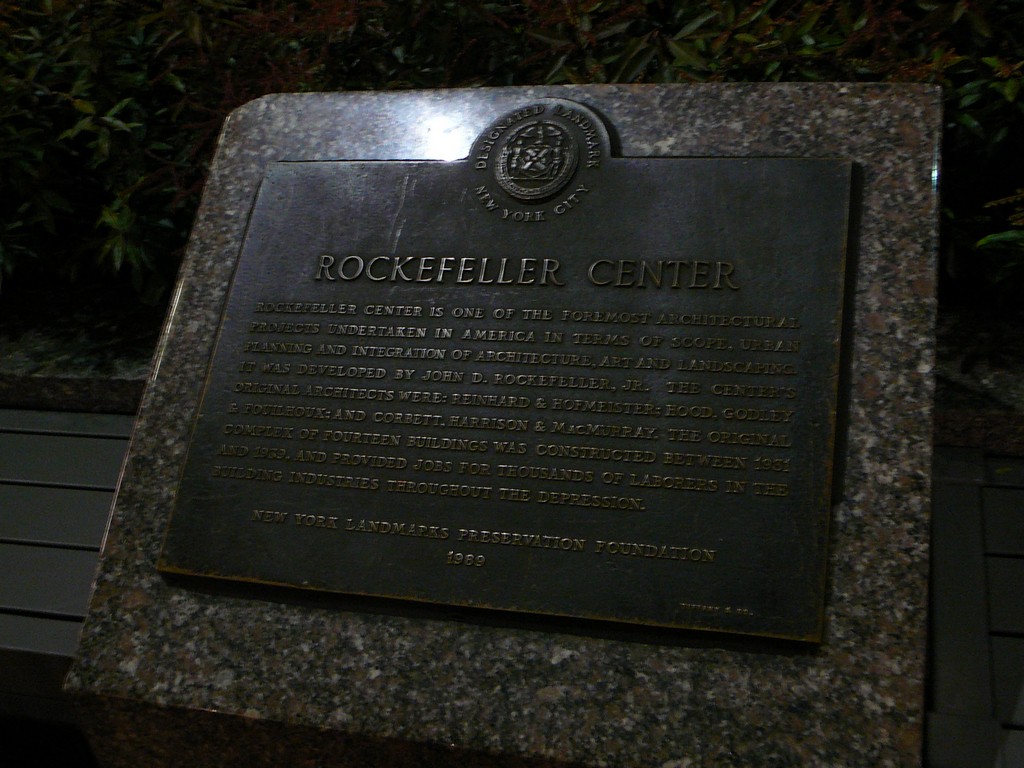 DESIGNATED LANDMARK
NEW YORK CITY
ROCKEFELLER CENTER
ROCKEFELLER CENTER IS ONE OF THE FOREMOST ARCHITECTURAL
PROJECTS UNDERTAKEN IN AMERICA IN TERMS OF SCOPE, URBAN
PLANNING AND INTEGRATION OF ARCHITECTURE, ART AND LANDSCAPING.
IT WAS DEVELOPED BY JOHN D. ROCKEFELLER, JR. THE CENTER'S
ORIGINAL ARCHITECTS WERE: REINHARD & HOFMEISTER; HOOD, GODLEY
& FOUILHOUX; AND CORBETT, HARRISON & MACMURRAY. THE ORIGINAL
COMPLEX OF FOURTEEN BUILDINGS WAS CONSTRUCTED BETWEEN 1931
AND 1939, AND PROVIDED JOBS FOR THOUSANDS OF LABORERS IN THE
BUILDING INDUSTRIES THROUGHOUT THE DEPRESSION.
NEW YORK LANDMARKS PRESERVATION FOUNDATION
1989
TIFFANY & CO.